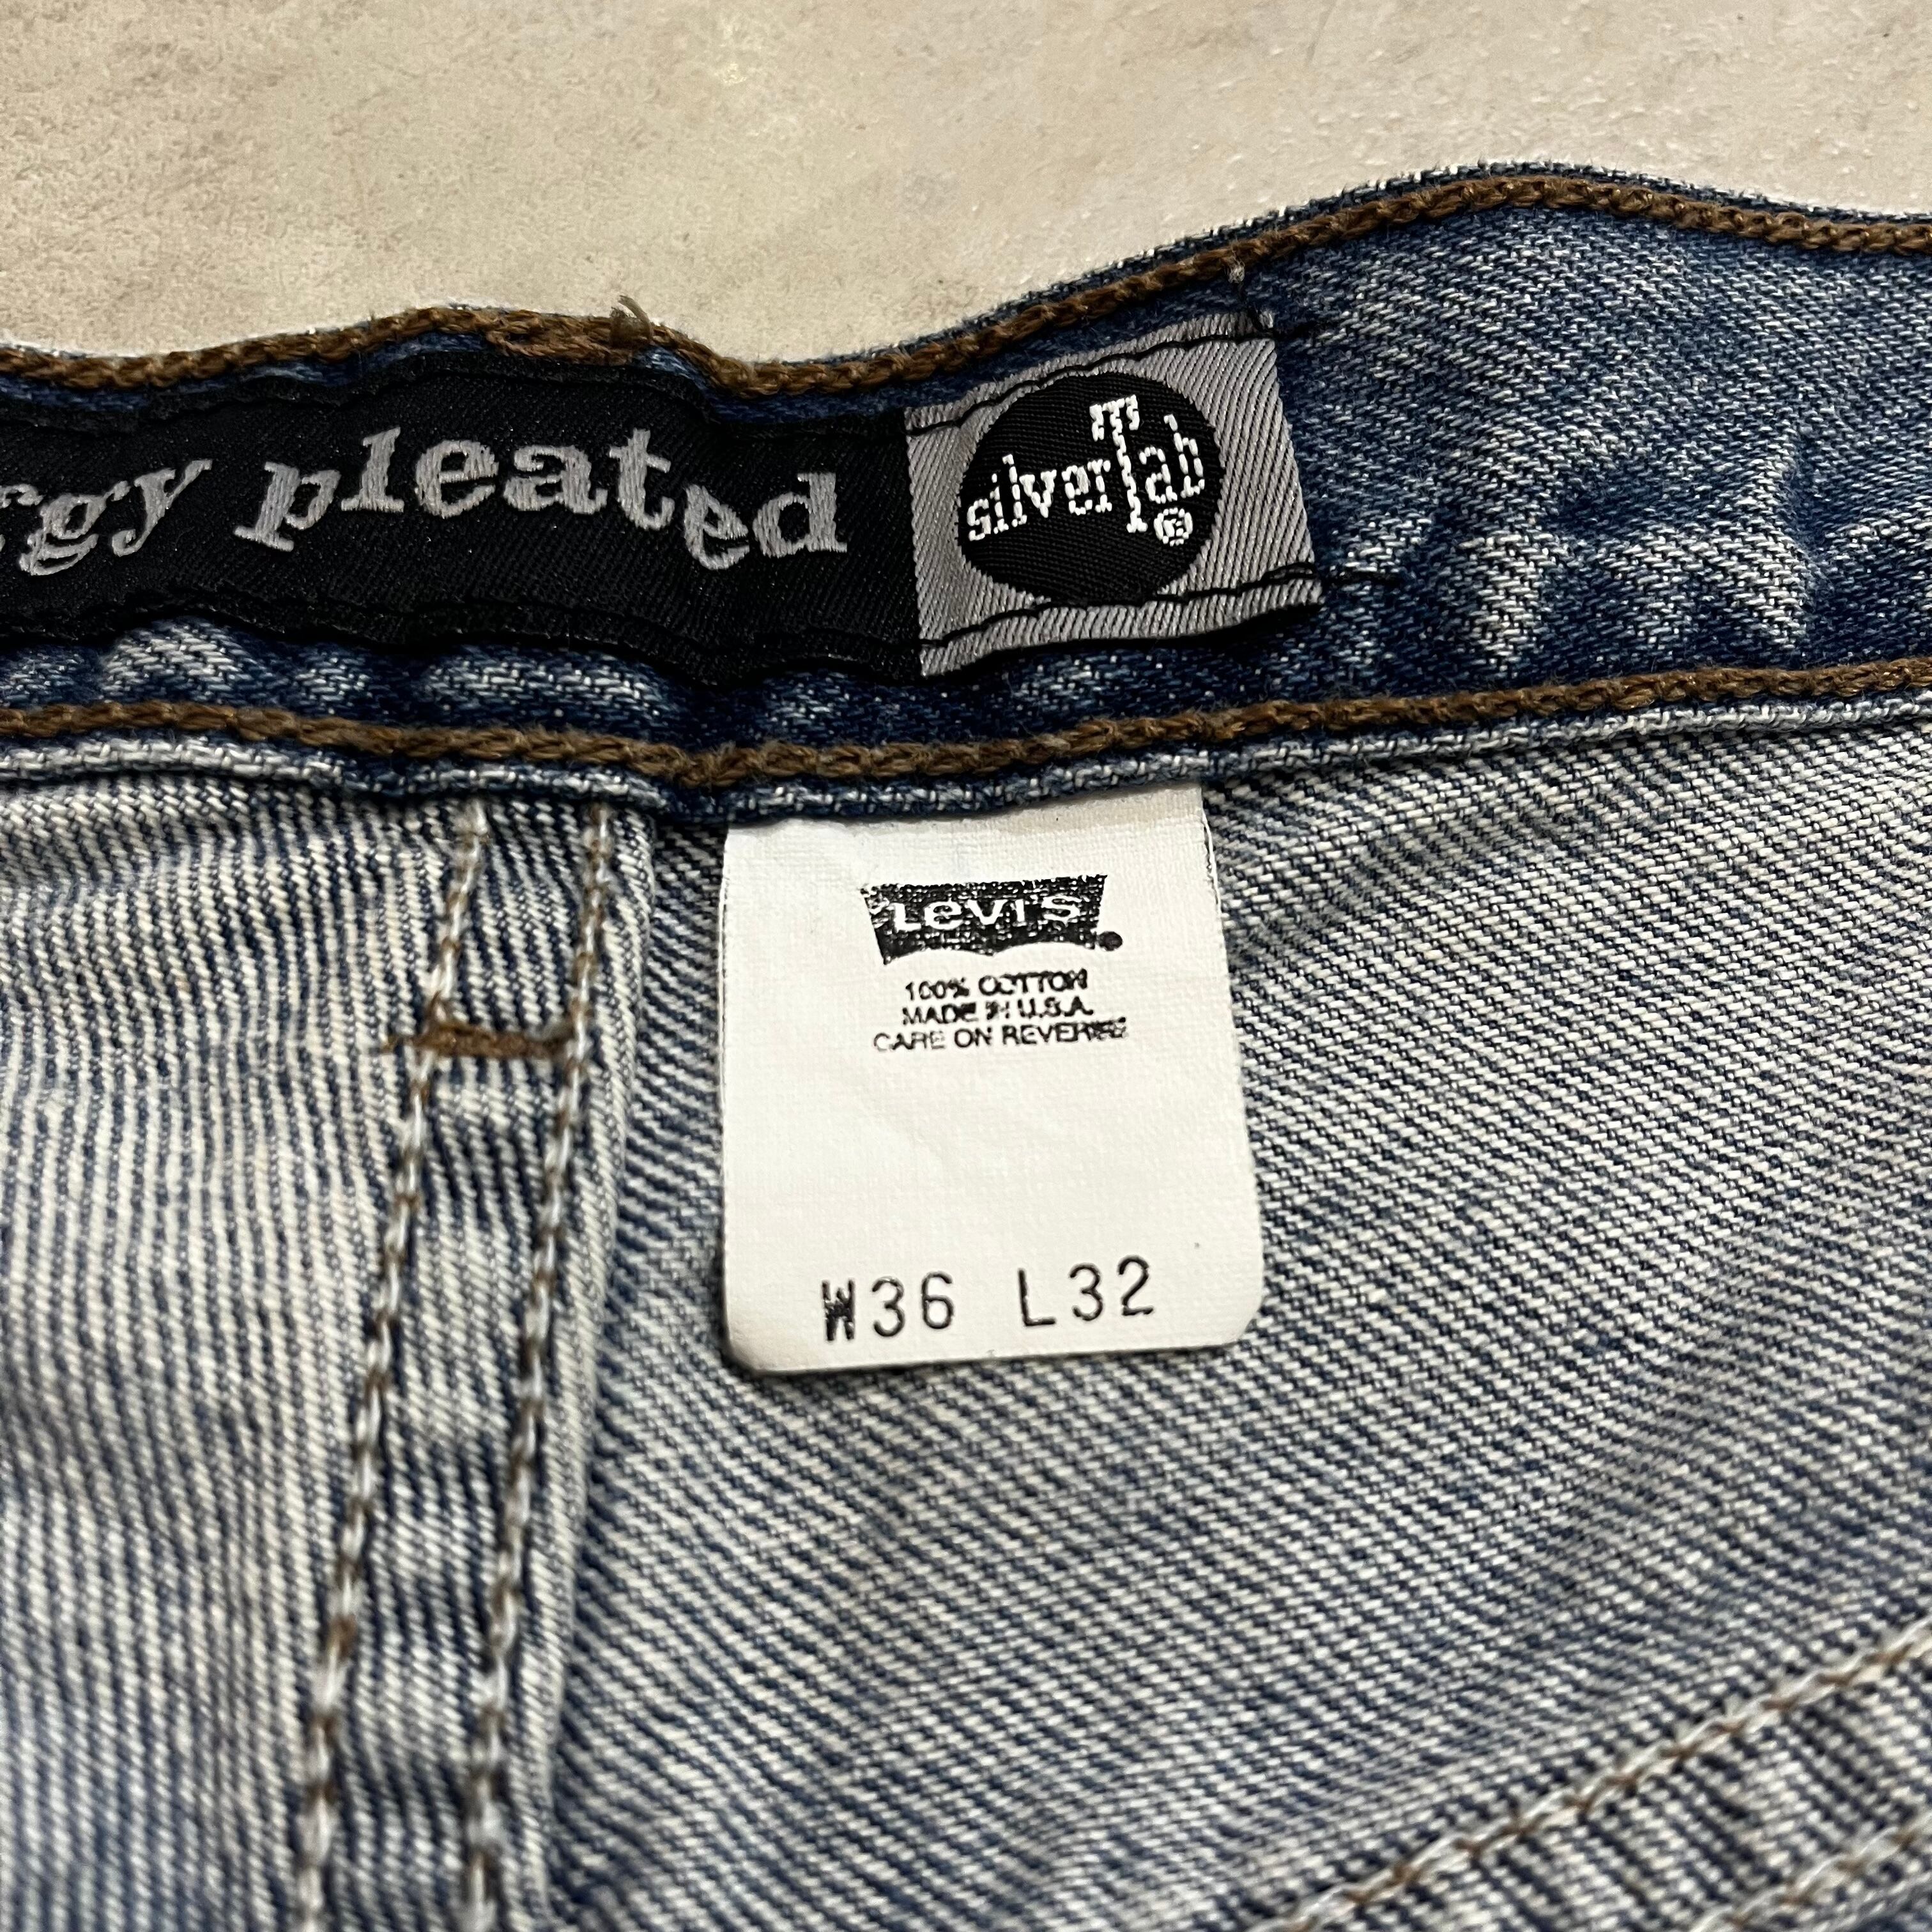 ggy pleated
silverTab®
Levi's
100% COTTON
MADE IN U.S.A.
CARE ON REVERSE
W36 L32